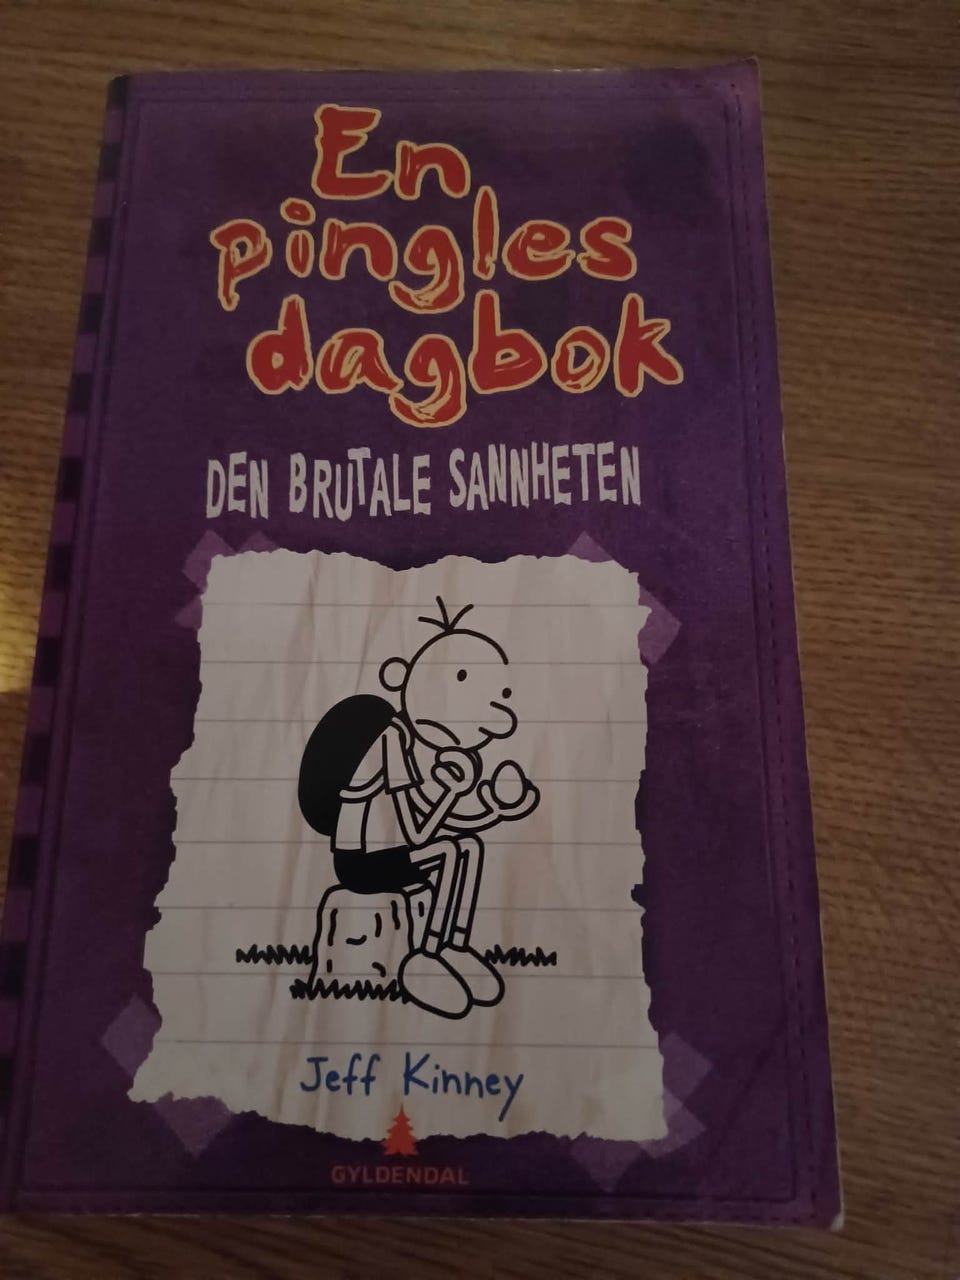 En
pingles
dagbok
DEN BRUTALE SANNHETEN
Jeff Kinney
GYLDENDAL